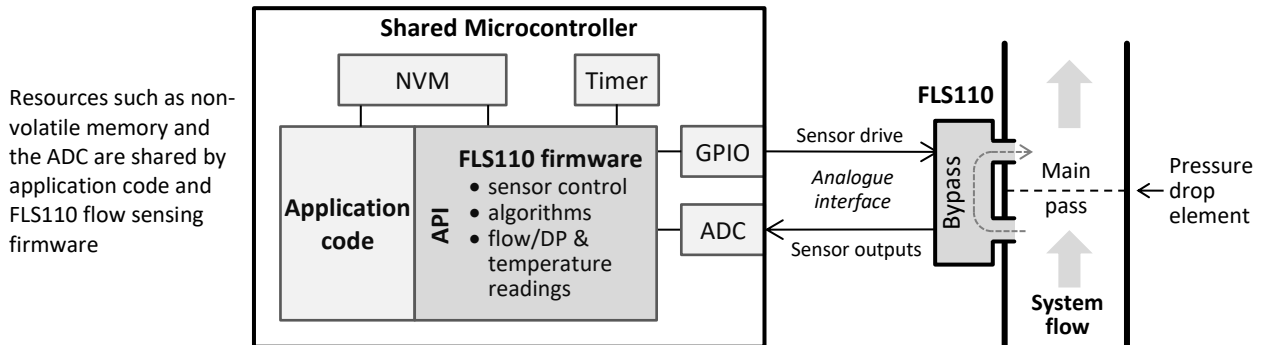 Resources such as non-
volatile memory and
the ADC are shared by
application code and
FLS110 flow sensing
firmware
Shared Microcontroller
NVM
Timer
Application
code
API
FLS110 firmware
• sensor control
• algorithms
• flow/DP &
temperature
readings
GPIO
ADC
Sensor drive
Analogue
interface
Sensor outputs
FLS110
Bypass
Main
pass
System
flow
Pressure
drop
element